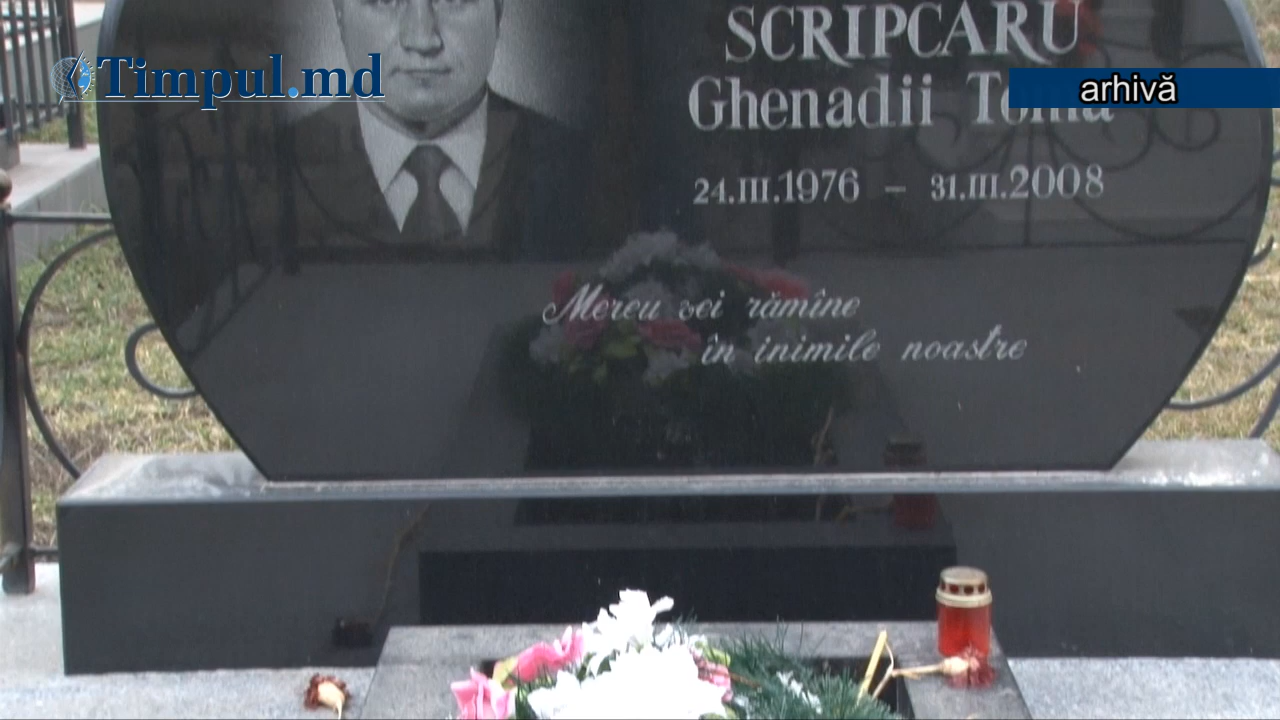 Timpul.md
arhivă
SCRIPCARU
Ghenadii Toma
24.III.1976 – 31.III.2008
Mereu vei rămîne
în inimile noastre